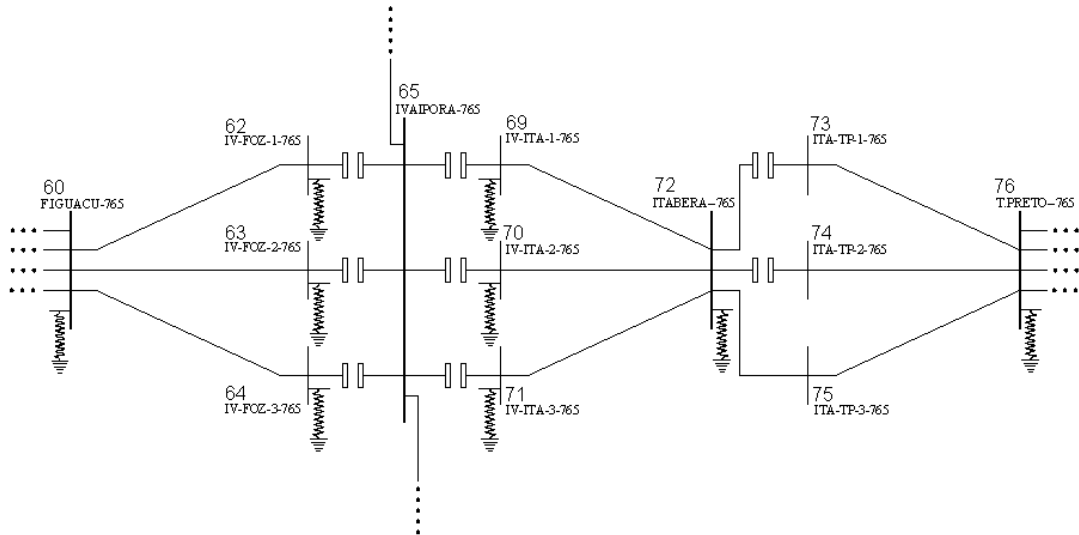 65
IVAIPORA-765
62
IV-FOZ-1-765
69
IV-ITA-1-765
73
ITA-TP-1-765
60
F.IGUACU-765
72
ITABERA-765
76
T.PRETO-765
63
IV-FOZ-2-765
70
IV-ITA-2-765
74
ITA-TP-2-765
64
IV-FOZ-3-765
71
IV-ITA-3-765
75
ITA-TP-3-765